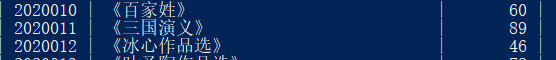 | 2020010 | 《百家姓》 | 60 |
| 2020011 | 《三国演义》 | 89 |
| 2020012 | 《冰心作品选》 | 46 |